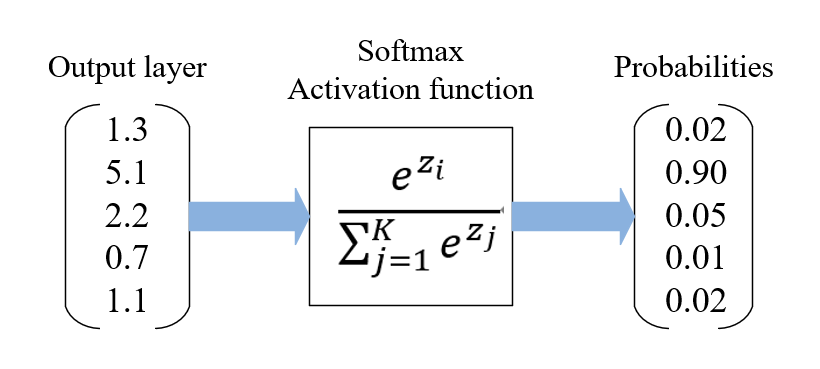 Output layer
Softmax
Activation function
Probabilities
1.3
5.1
2.2
0.7
1.1
e^{z_i}
∑_{j=1}^{K} e^{z_j}
0.02
0.90
0.05
0.01
0.02